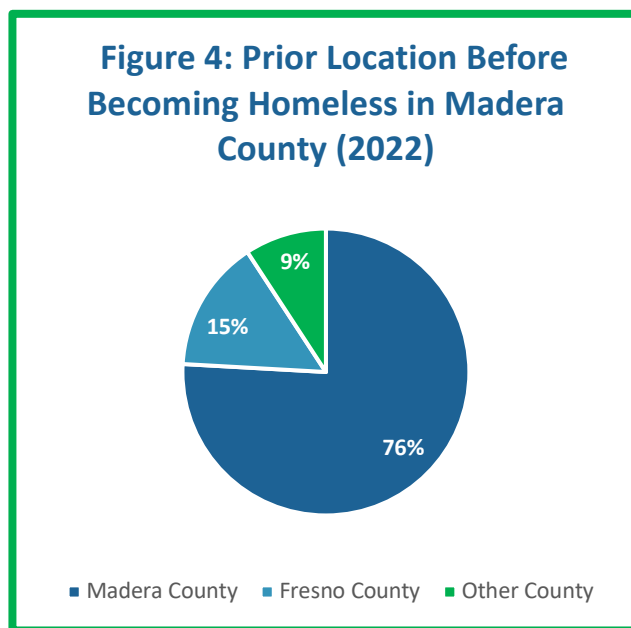 Figure 4: Prior Location Before
Becoming Homeless in Madera
County (2022)
9%
15%
76%
Madera County Fresno County Other County